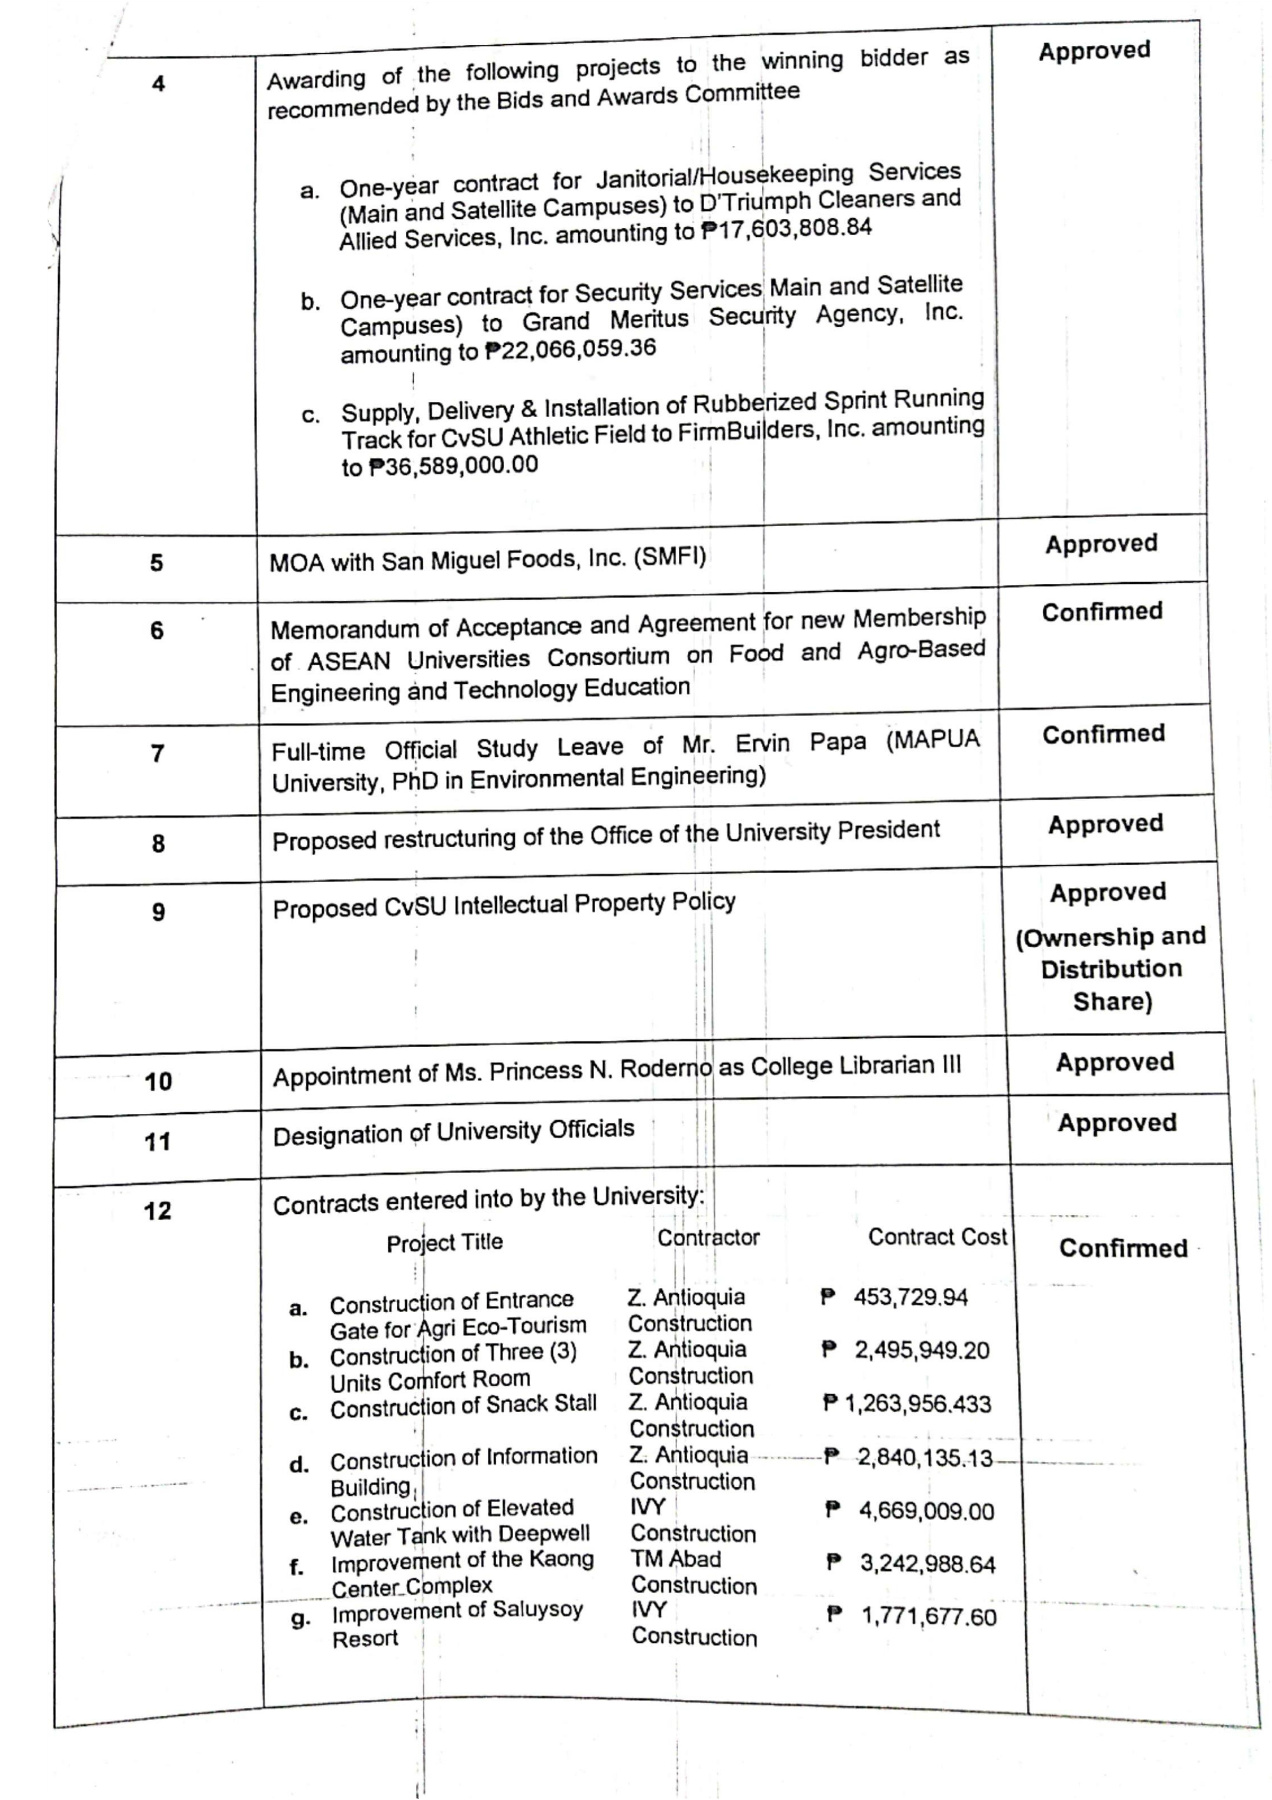 4
Awarding of the following projects to the winning bidder as
recommended by the Bids and Awards Committee
Approved
a. One-year contract for Janitorial/Housekeeping Services
(Main and Satellite Campuses) to D'Triumph Cleaners and
Allied Services, Inc. amounting to ₱17,603,808.84
b. One-year contract for Security Services Main and Satellite
Campuses) to Grand Meritus Security Agency, Inc.
amounting to ₱22,066,059.36
c. Supply, Delivery & Installation of Rubberized Sprint Running
Track for CvSU Athletic Field to FirmBuilders, Inc. amounting
to ₱36,589,000.00
5
MOA with San Miguel Foods, Inc. (SMFI)
Approved
6
Memorandum of Acceptance and Agreement for new Membership
of ASEAN Universities Consortium on Food and Agro-Based
Engineering and Technology Education
Confirmed
7
Full-time Official Study Leave of Mr. Ervin Papa (MAPUA
University, PhD in Environmental Engineering)
Confirmed
8
Proposed restructuring of the Office of the University President
Approved
9
Proposed CvSU Intellectual Property Policy
Approved
(Ownership and
Distribution
Share)
10
Appointment of Ms. Princess N. Roderno as College Librarian III
Approved
11
Designation of University Officials
Approved
12
Contracts entered into by the University:
Project Title Contractor Contract Cost
Confirmed
a. Construction of Entrance Z. Antioquia ₱ 453,729.94
Gate for Agri Eco-Tourism Construction
b. Construction of Three (3) Z. Antioquia ₱ 2,495,949.20
Units Comfort Room Construction
c. Construction of Snack Stall Z. Antioquia ₱ 1,263,956.433
Construction
d. Construction of Information Z. Antioquia ₱ 2,840,135.13
Building Construction
e. Construction of Elevated IVY ₱ 4,669,009.00
Water Tank with Deepwell Construction
f. Improvement of the Kaong TM Abad ₱ 3,242,988.64
Center Complex Construction
g. Improvement of Saluysoy IVY ₱ 1,771,677.60
Resort Construction